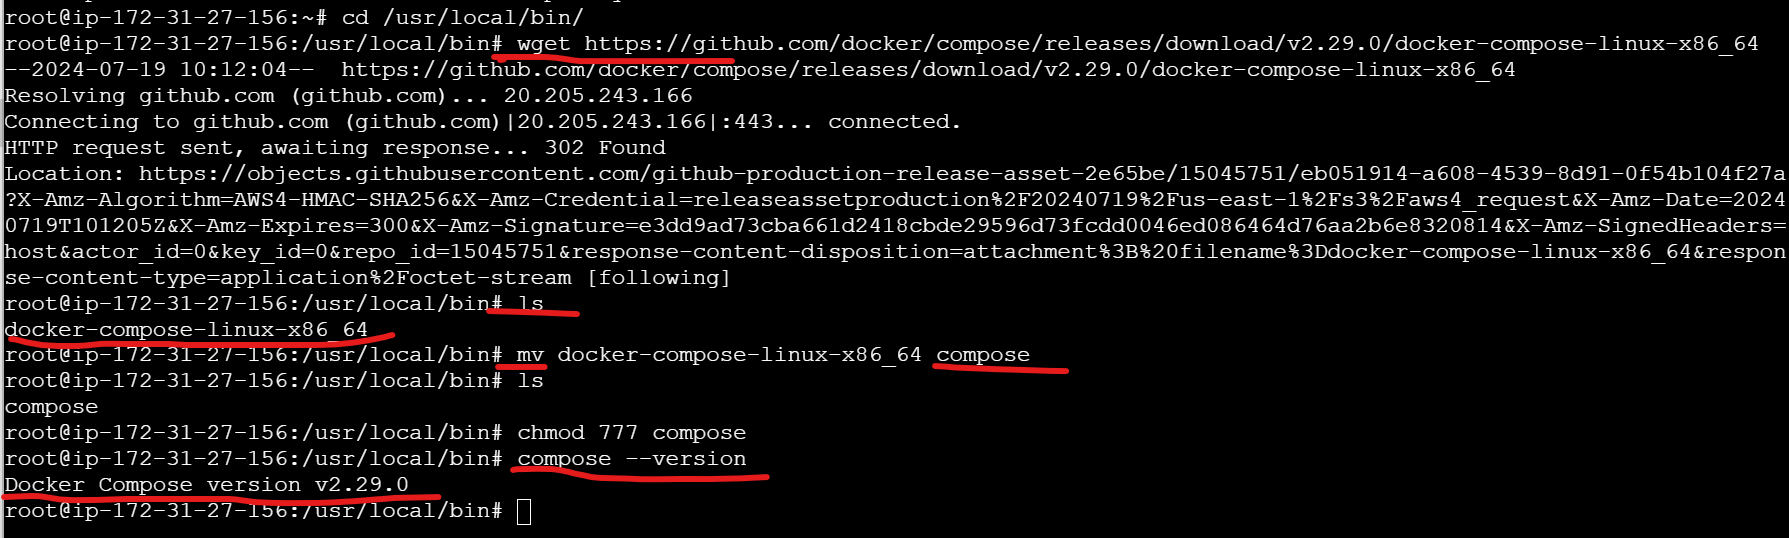 root@ip-172-31-27-156:~# cd /usr/local/bin/
root@ip-172-31-27-156:/usr/local/bin# wget https://github.com/docker/compose/releases/download/v2.29.0/docker-compose-linux-x86_64
--2024-07-19 10:12:04--  https://github.com/docker/compose/releases/download/v2.29.0/docker-compose-linux-x86_64
Resolving github.com (github.com)... 20.205.243.166
Connecting to github.com (github.com)|20.205.243.166|:443... connected.
HTTP request sent, awaiting response... 302 Found
Location: https://objects.githubusercontent.com/github-production-release-asset-2e65be/15045751/eb051914-a608-4539-8d91-0f54b104f27a
?X-Amz-Algorithm=AWS4-HMAC-SHA256&X-Amz-Credential=releaseassetproduction%2F20240719%2Fus-east-1%2Fs3%2Faws4_request&X-Amz-Date=2024
0719T101205Z&X-Amz-Expires=300&X-Amz-Signature=e3dd9ad73cba661d2418cbde29596d73fcdd0046ed086464d76aa2b6e8320814&X-Amz-SignedHeaders=
host&actor_id=0&key_id=0&repo_id=15045751&response-content-disposition=attachment%3B%20filename%3Ddocker-compose-linux-x86_64&respon
se-content-type=application%2Foctet-stream [following]
root@ip-172-31-27-156:/usr/local/bin# ls
docker-compose-linux-x86_64
root@ip-172-31-27-156:/usr/local/bin# mv docker-compose-linux-x86_64 compose
root@ip-172-31-27-156:/usr/local/bin# ls
compose
root@ip-172-31-27-156:/usr/local/bin# chmod 777 compose
root@ip-172-31-27-156:/usr/local/bin# compose --version
Docker Compose version v2.29.0
root@ip-172-31-27-156:/usr/local/bin#